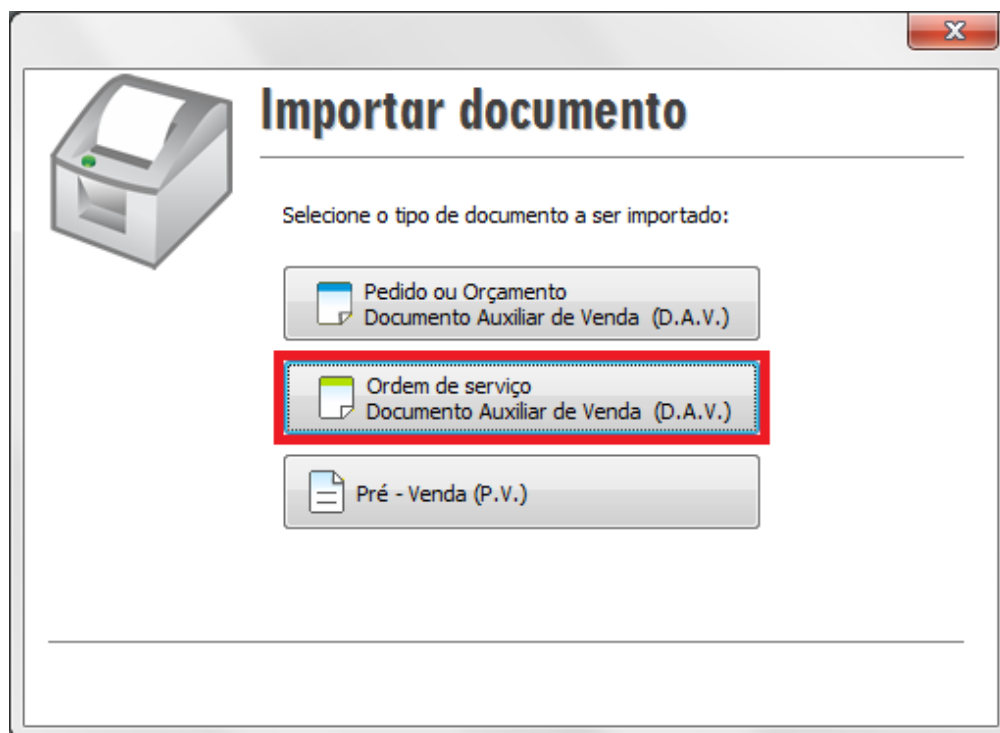 Importar documento
Selecione o tipo de documento a ser importado:
Pedido ou Orçamento
Documento Auxiliar de Venda (D.A.V.)
Ordem de serviço
Documento Auxiliar de Venda (D.A.V.)
Pré - Venda (P.V.)